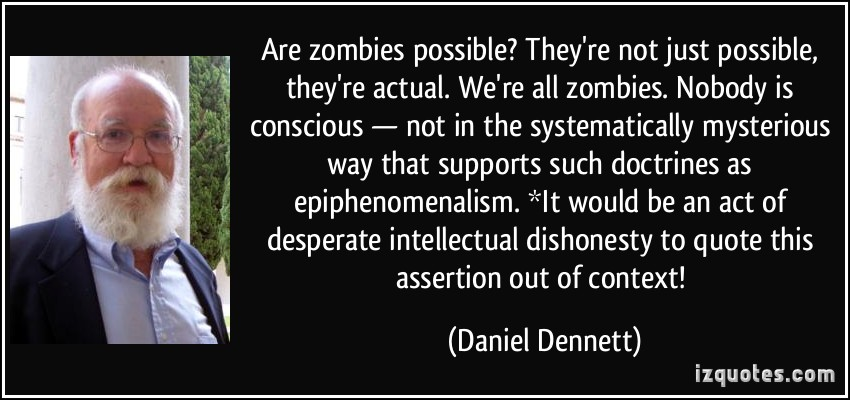 Are zombies possible? They're not just possible,
they're actual. We're all zombies. Nobody is
conscious — not in the systematically mysterious
way that supports such doctrines as
epiphenomenalism. *It would be an act of
desperate intellectual dishonesty to quote this
assertion out of context!
(Daniel Dennett)
izquotes.com